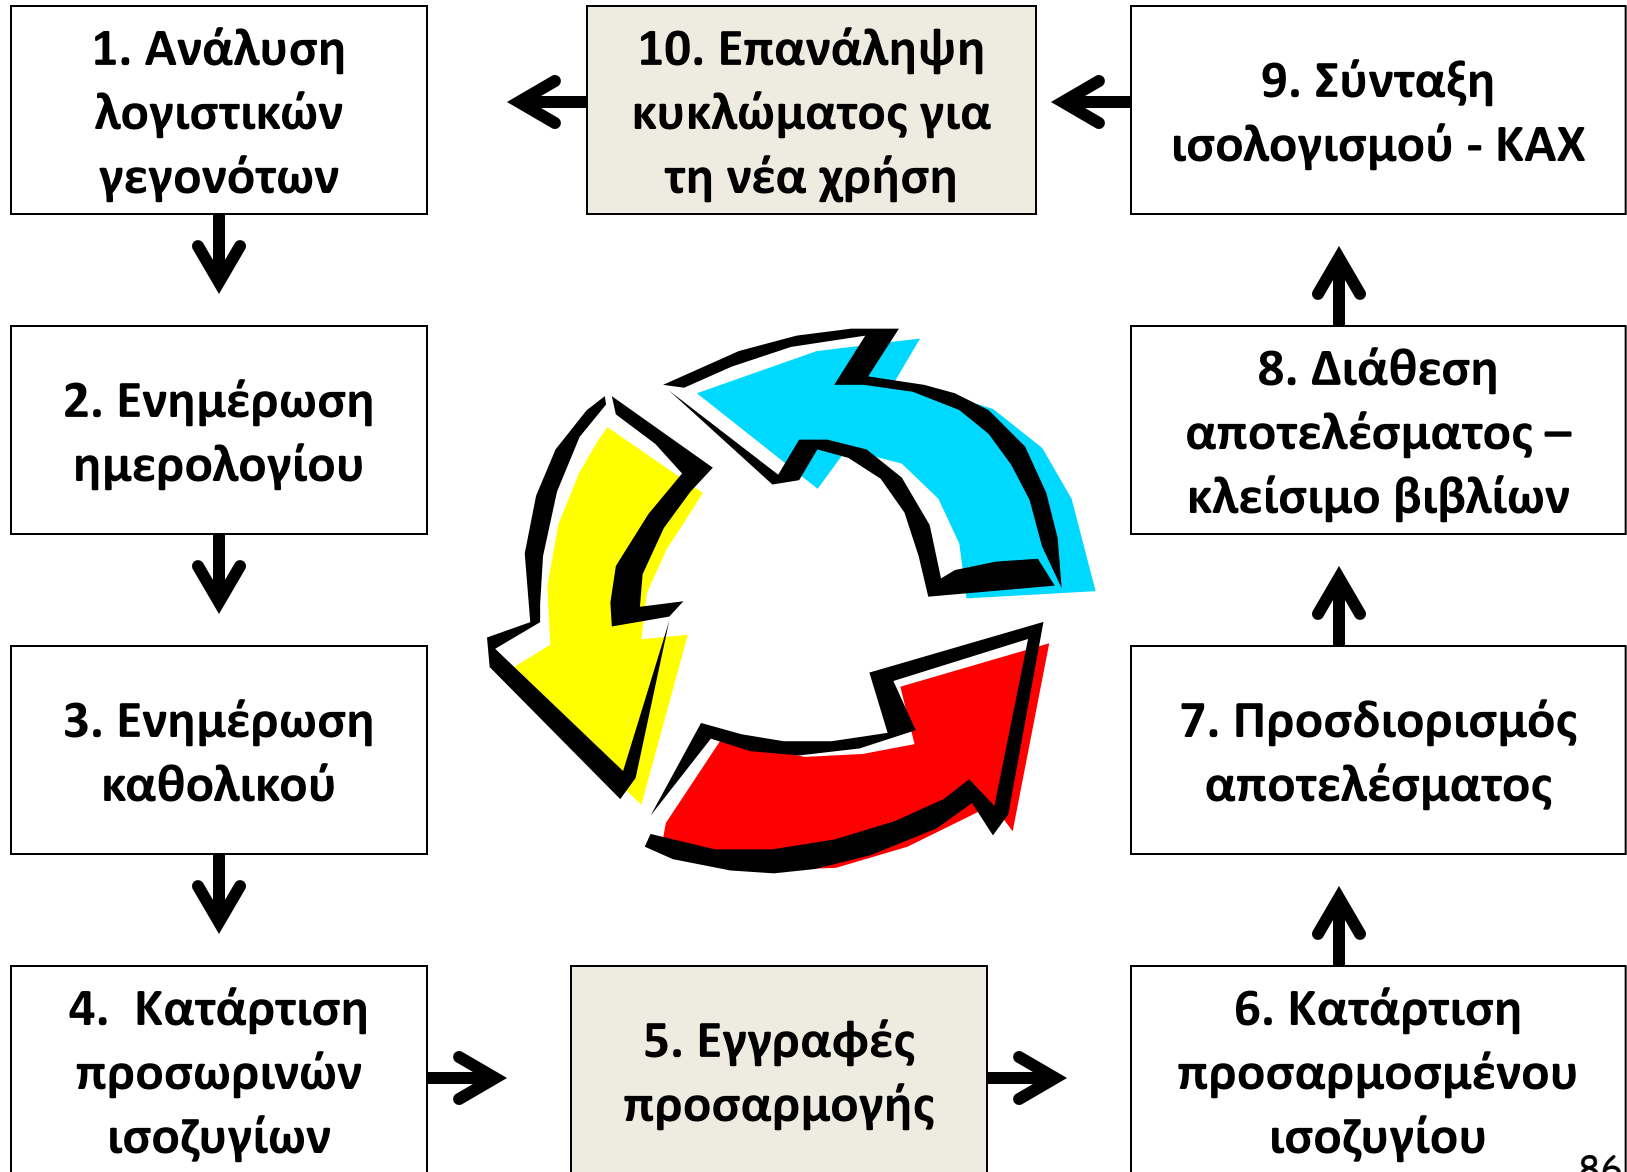 1. Ανάλυση
λογιστικών
γεγονότων
2. Ενημέρωση
ημερολογίου
3. Ενημέρωση
καθολικού
4.  Κατάρτιση
προσωρινών
ισοζυγίων
5. Εγγραφές
προσαρμογής
6. Κατάρτιση
προσαρμοσμένου
ισοζυγίου
7. Προσδιορισμός
αποτελέσματος
8. Διάθεση
αποτελέσματος –
κλείσιμο βιβλίων
9. Σύνταξη
ισολογισμού - ΚΑΧ
10. Επανάληψη
κυκλώματος για
τη νέα χρήση
86